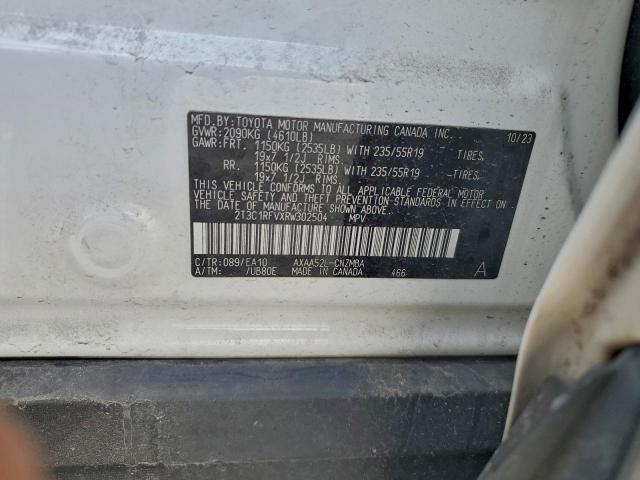 MFD.BY:TOYOTA MOTOR MANUFACTURING CANADA INC. 10/23
GVWR:2090KG (4610LB)
GAWR:FRT. 1150KG (2535LB) WITH 235/55R19 TIRES.
19x7 1/2J RIMS.
RR. 1150KG (2535LB) WITH 235/55R19 TIRES.
19x7 1/2J RIMS.
THIS VEHICLE CONFORMS TO ALL APPLICABLE FEDERAL MOTOR
VEHICLE SAFETY AND THEFT PREVENTION STANDARDS IN EFFECT
ON THE DATE OF MANUFACTURE SHOWN ABOVE.
2T3C1RFVXRW302504 MPV
C/TR:089/EA10 AXAA52L-CNZMBA A
A/TM: /UB80E MADE IN CANADA 466